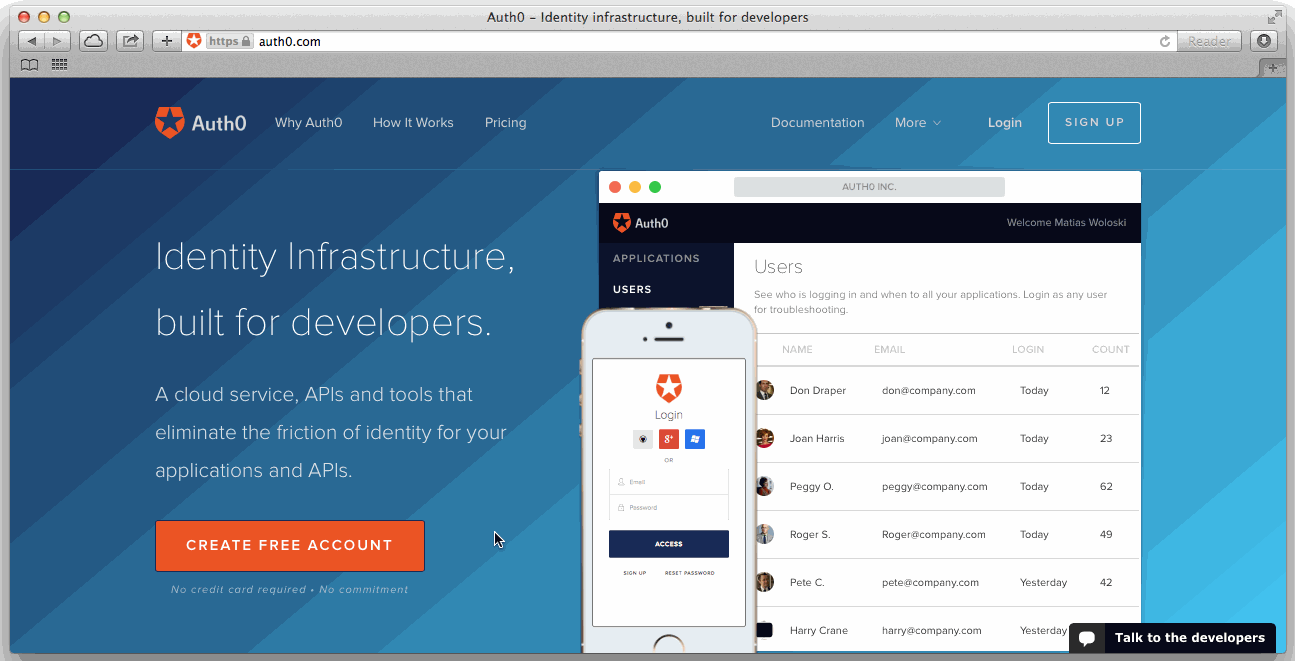 Auth0 – Identity infrastructure, built for developers
https auth0.com
Reader
Auth0
Why Auth0
How It Works
Pricing
Documentation
More
Login
SIGN UP
Identity Infrastructure,
built for developers.
A cloud service, APIs and tools that
eliminate the friction of identity for your
applications and APIs.
CREATE FREE ACCOUNT
No credit card required • No commitment
AUTH0 INC.
Auth0
Welcome Matias Woloski
APPLICATIONS
USERS
Users
See who is logging in and when to all your applications. Login as any user
for troubleshooting.
NAME EMAIL LOGIN COUNT
Don Draper don@company.com Today 12
Joan Harris joan@company.com Today 23
Peggy O. peggy@company.com Today 62
Roger S. Roger@company.com Today 49
Pete C. pete@company.com Yesterday 42
Harry Crane harry@company.com Yesterday
Login
g+
OR
Email
Password
ACCESS
SIGN UP RESET PASSWORD
Talk to the developers